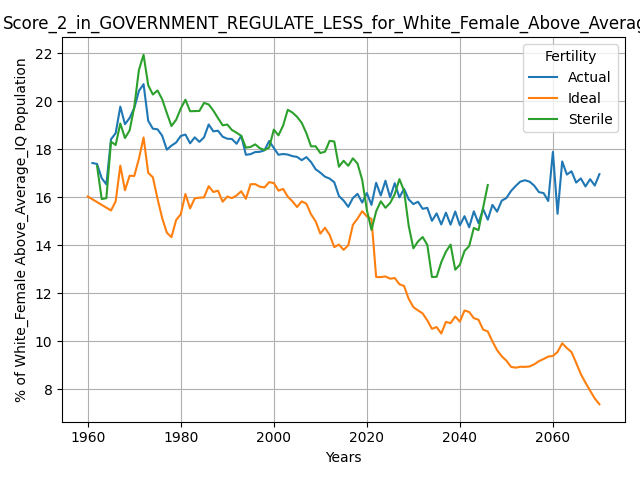 Score_2_in_GOVERNMENT_REGULATE_LESS_for_White_Female_Above_Averag
% of White_Female Above_Average_IQ Population
22
20
18
16
14
12
10
8
1960 1980 2000 2020 2040 2060
Years
Fertility
Actual
Ideal
Sterile